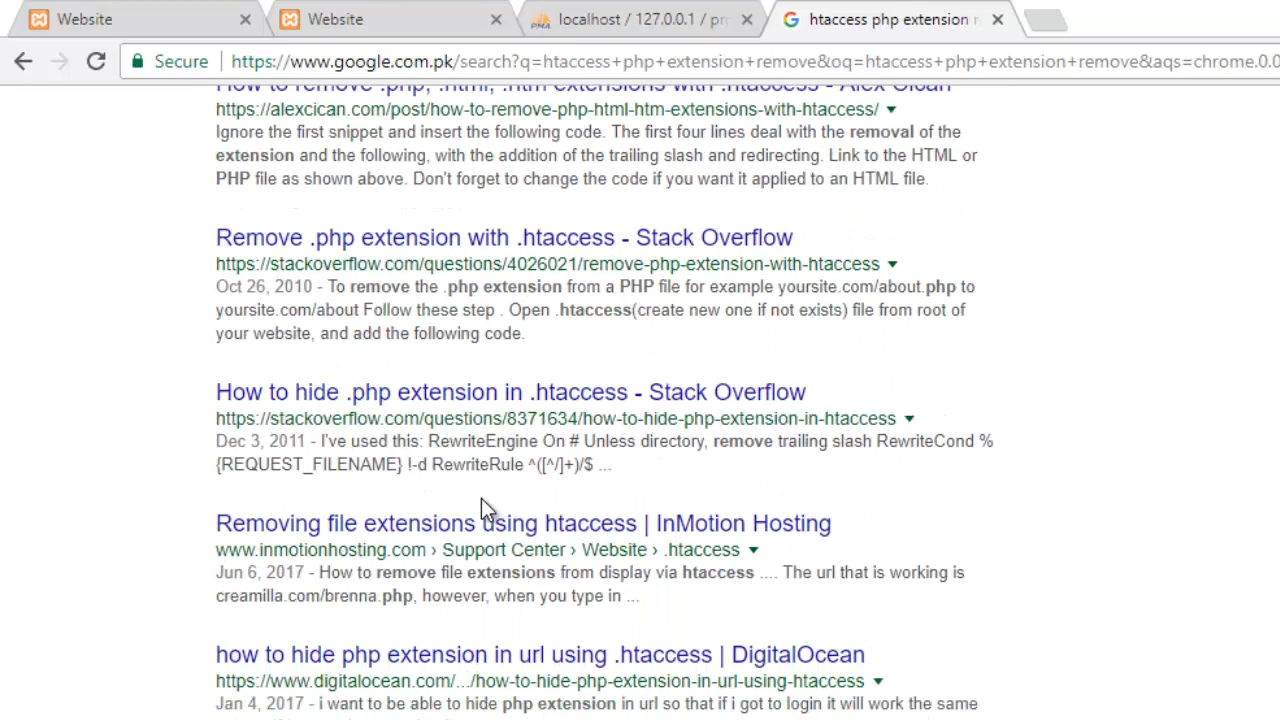 Website
Website
localhost / 127.0.0.1 / pr
htaccess php extension r
Secure
https://www.google.com.pk/search?q=htaccess+php+extension+remove&oq=htaccess+php+extension+remove&aqs=chrome.0.0
How to remove .php, .html, .htm extensions with .htaccess - Alex Cican
https://alexcican.com/post/how-to-remove-php-html-htm-extensions-with-htaccess/
Ignore the first snippet and insert the following code. The first four lines deal with the removal of the
extension and the following, with the addition of the trailing slash and redirecting. Link to the HTML or
PHP file as shown above. Don't forget to change the code if you want it applied to an HTML file.
Remove .php extension with .htaccess - Stack Overflow
https://stackoverflow.com/questions/4026021/remove-php-extension-with-htaccess
Oct 26, 2010 - To remove the .php extension from a PHP file for example yoursite.com/about.php to
yoursite.com/about Follow these step . Open .htaccess(create new one if not exists) file from root of
your website, and add the following code.
How to hide .php extension in .htaccess - Stack Overflow
https://stackoverflow.com/questions/8371634/how-to-hide-php-extension-in-htaccess
Dec 3, 2011 - I've used this: RewriteEngine On # Unless directory, remove trailing slash RewriteCond %
{REQUEST_FILENAME} !-d RewriteRule ^([^/]+)/$ ...
Removing file extensions using htaccess | InMotion Hosting
www.inmotionhosting.com › Support Center › Website › .htaccess
Jun 6, 2017 - How to remove file extensions from display via htaccess .... The url that is working is
creamilla.com/brenna.php, however, when you type in ...
how to hide php extension in url using .htaccess | DigitalOcean
https://www.digitalocean.com/.../how-to-hide-php-extension-in-url-using-htaccess
Jan 4, 2017 - i want to be able to hide php extension in url so that if i got to login it will work the same